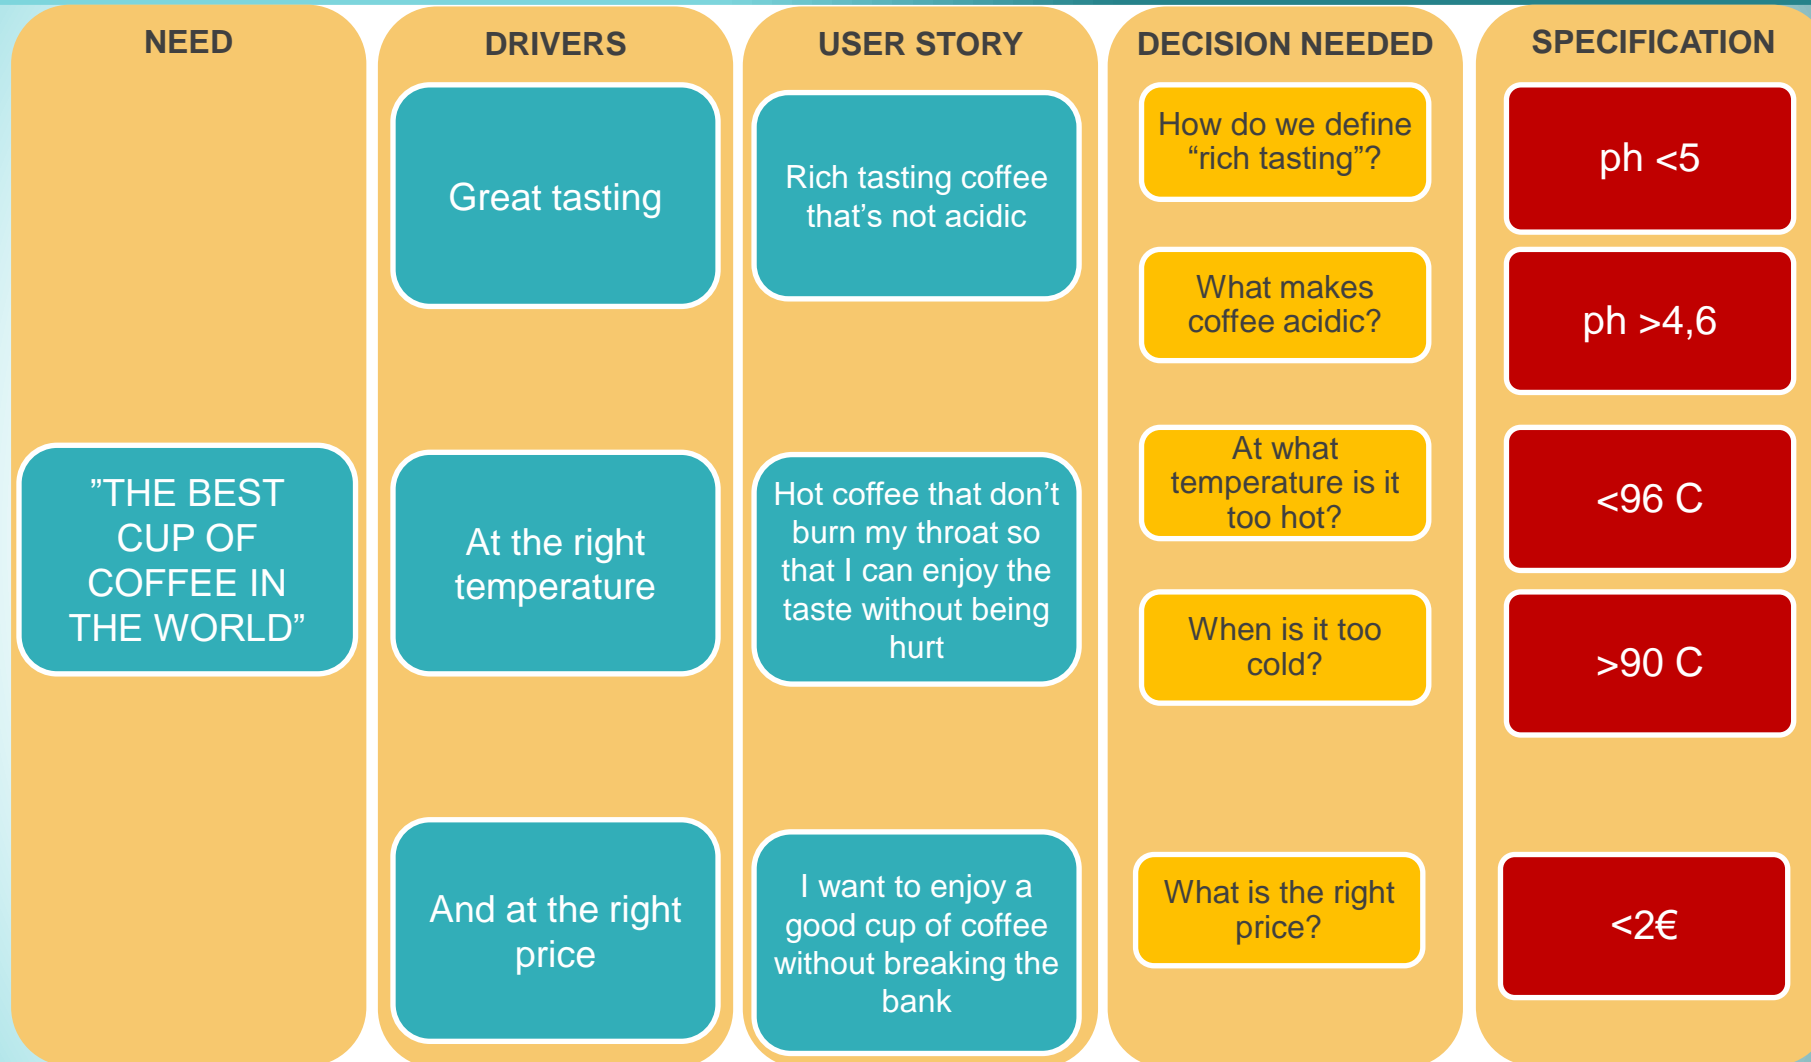 NEED
”THE BEST
CUP OF
COFFEE IN
THE WORLD”
DRIVERS
Great tasting
At the right
temperature
And at the right
price
USER STORY
Rich tasting coffee
that’s not acidic
Hot coffee that don’t
burn my throat so
that I can enjoy the
taste without being
hurt
I want to enjoy a
good cup of coffee
without breaking the
bank
DECISION NEEDED
How do we define
“rich tasting”?
What makes
coffee acidic?
At what
temperature is it
too hot?
When is it too
cold?
What is the right
price?
SPECIFICATION
ph <5
ph >4,6
<96 C
>90 C
<2€